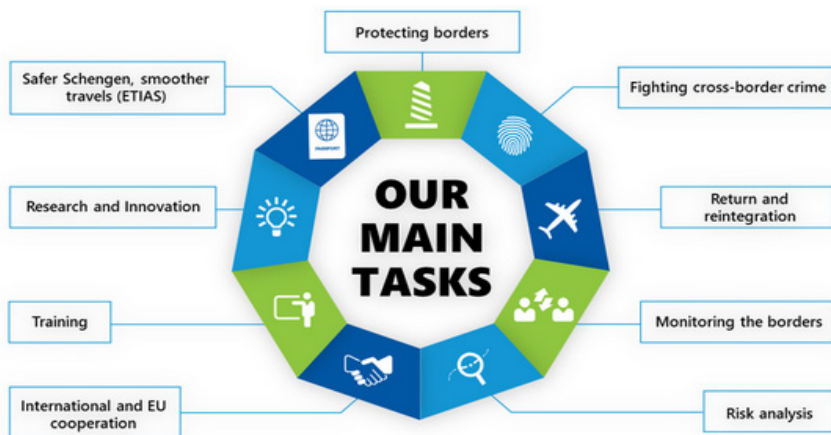 Protecting borders
Safer Schengen, smoother
travels (ETIAS)
Fighting cross-border crime
PASSPORT
OUR
MAIN
TASKS
Research and Innovation
Return and
reintegration
Training
Monitoring the borders
International and EU
cooperation
Risk analysis